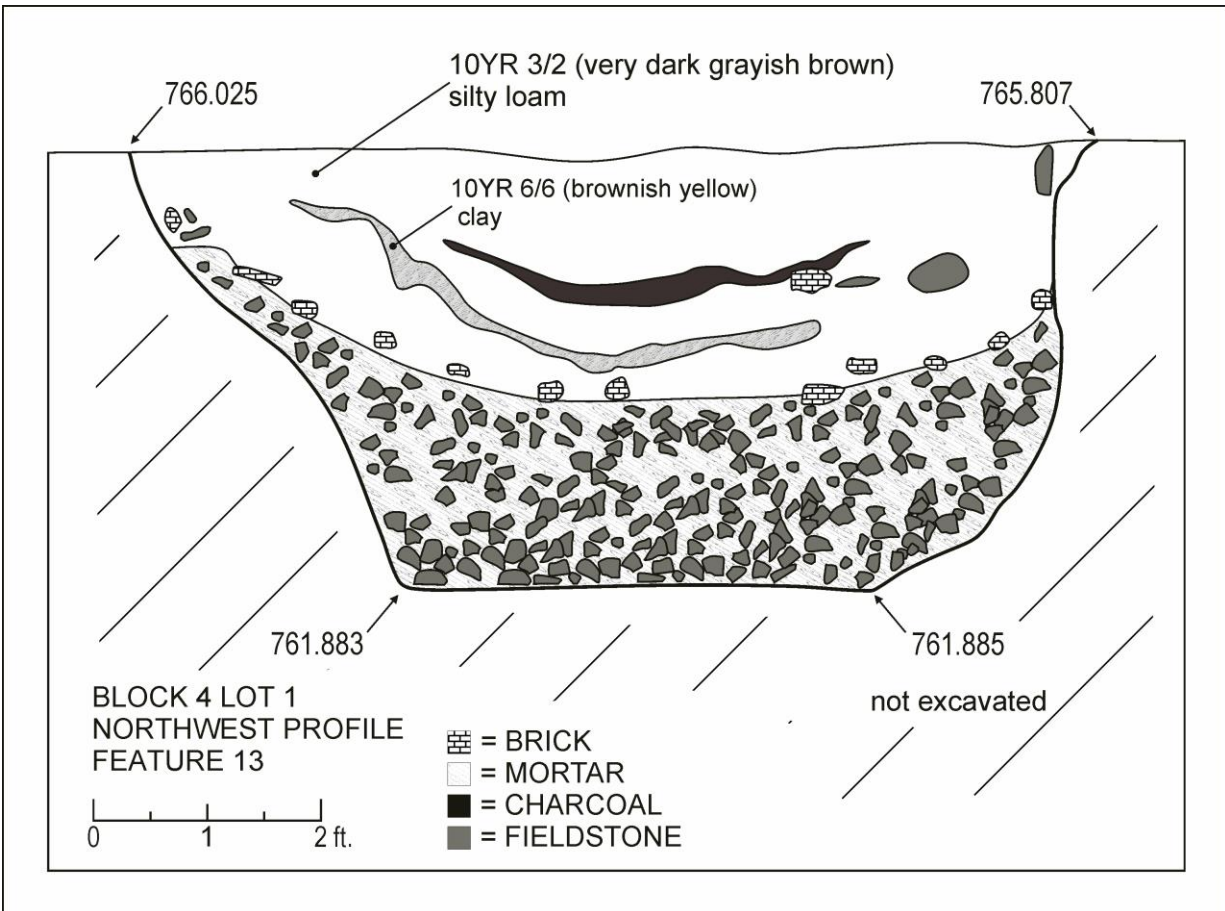 10YR 3/2 (very dark grayish brown)
silty loam
766.025
765.807
10YR 6/6 (brownish yellow)
clay
761.883
761.885
not excavated
BLOCK 4 LOT 1
NORTHWEST PROFILE
FEATURE 13
0 1 2 ft.
= BRICK
= MORTAR
= CHARCOAL
= FIELDSTONE